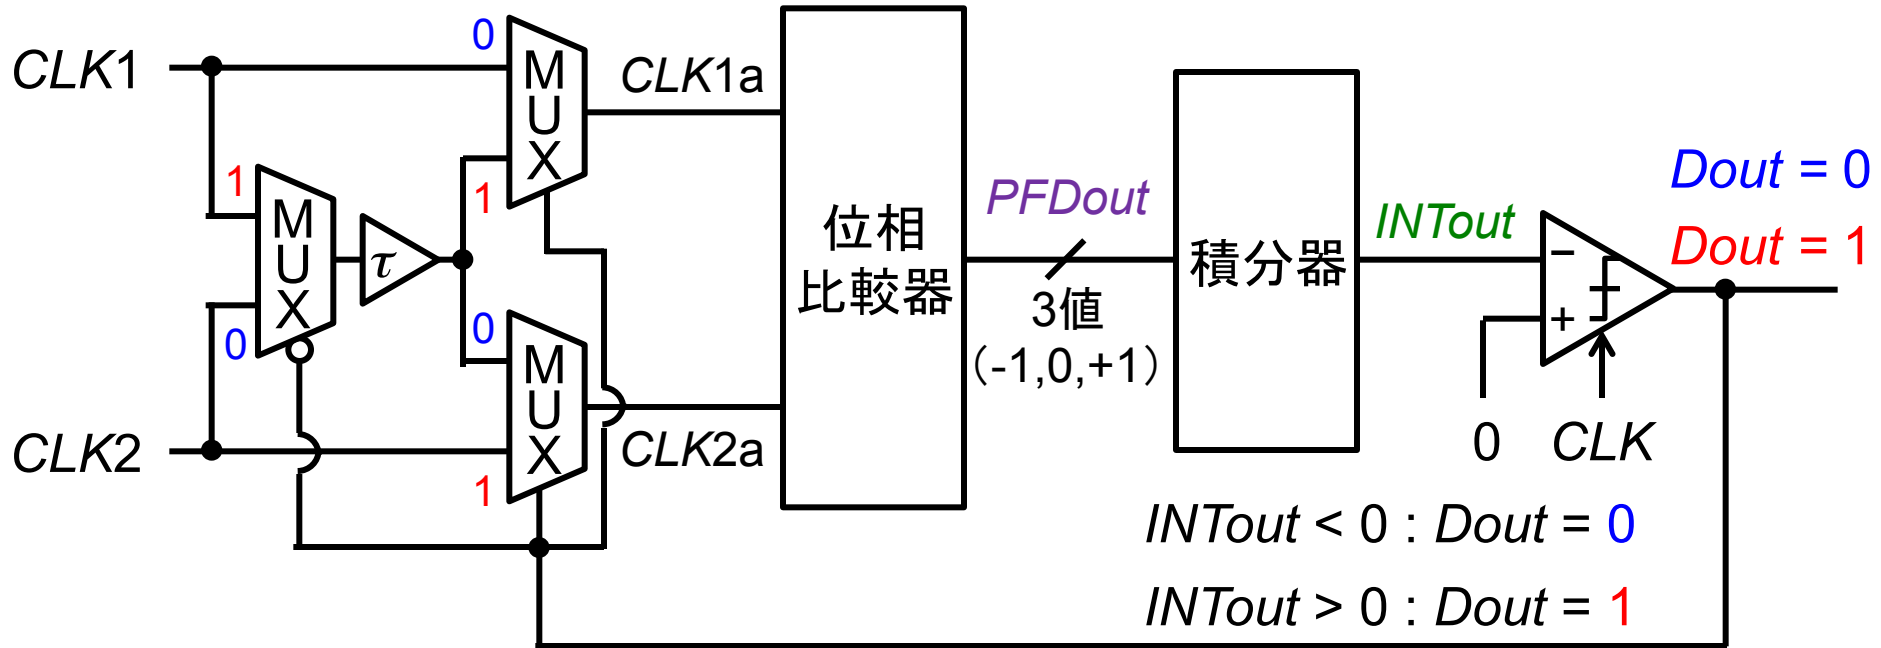 CLK1
0
MUX
1
CLK1a
1
MUX
0
τ
0
MUX
1
CLK2a
CLK2
位相
比較器
PFDout
3値
(-1,0,+1)
積分器
INTout
−
+
0
CLK
Dout = 0
Dout = 1
INTout < 0 : Dout = 0
INTout > 0 : Dout = 1